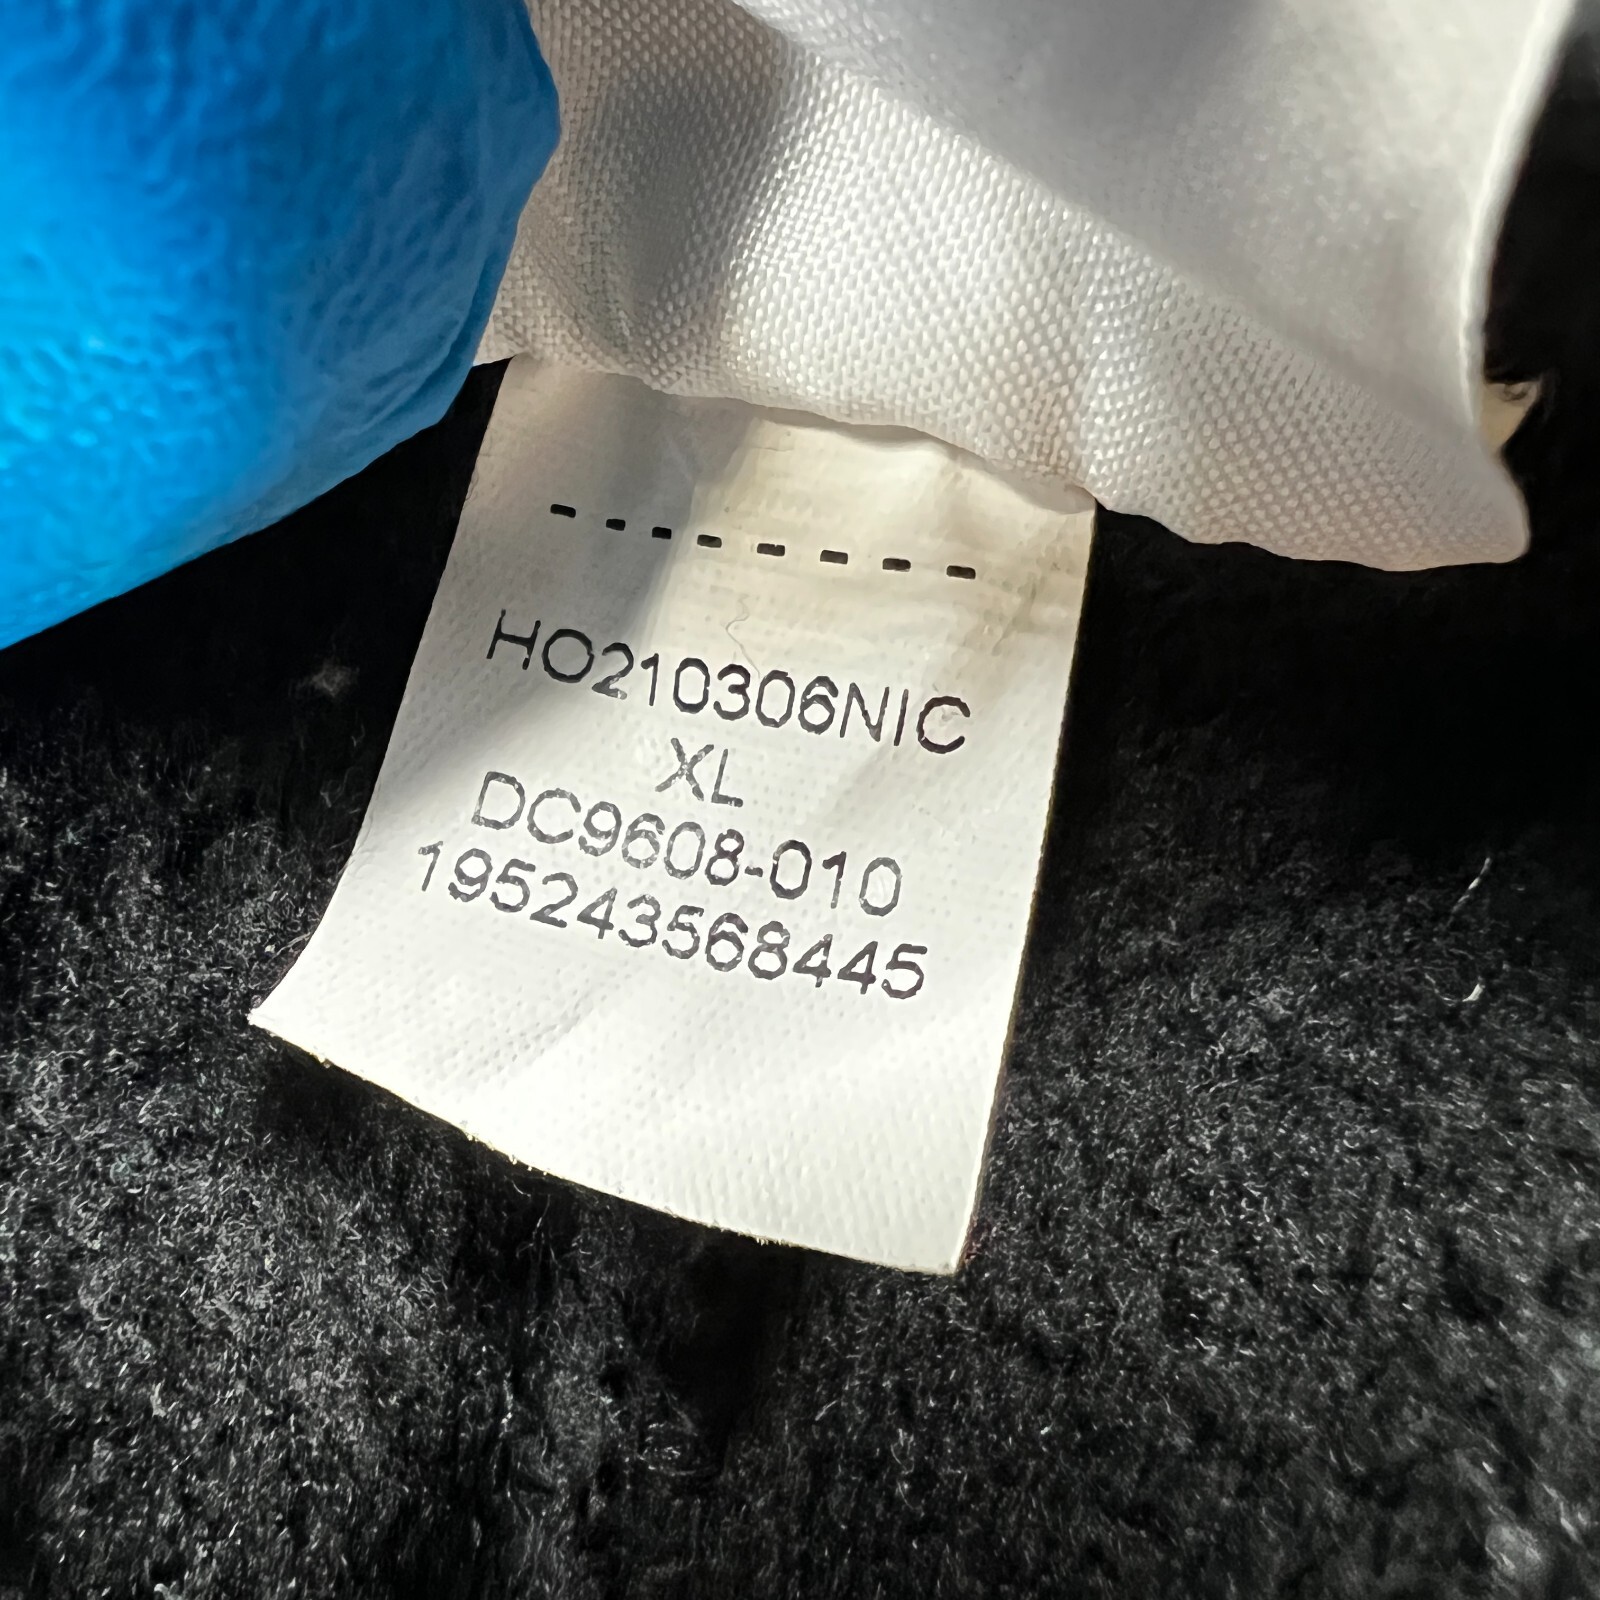 --------
HO210306NIC
XL
DC9608-010
195243568445